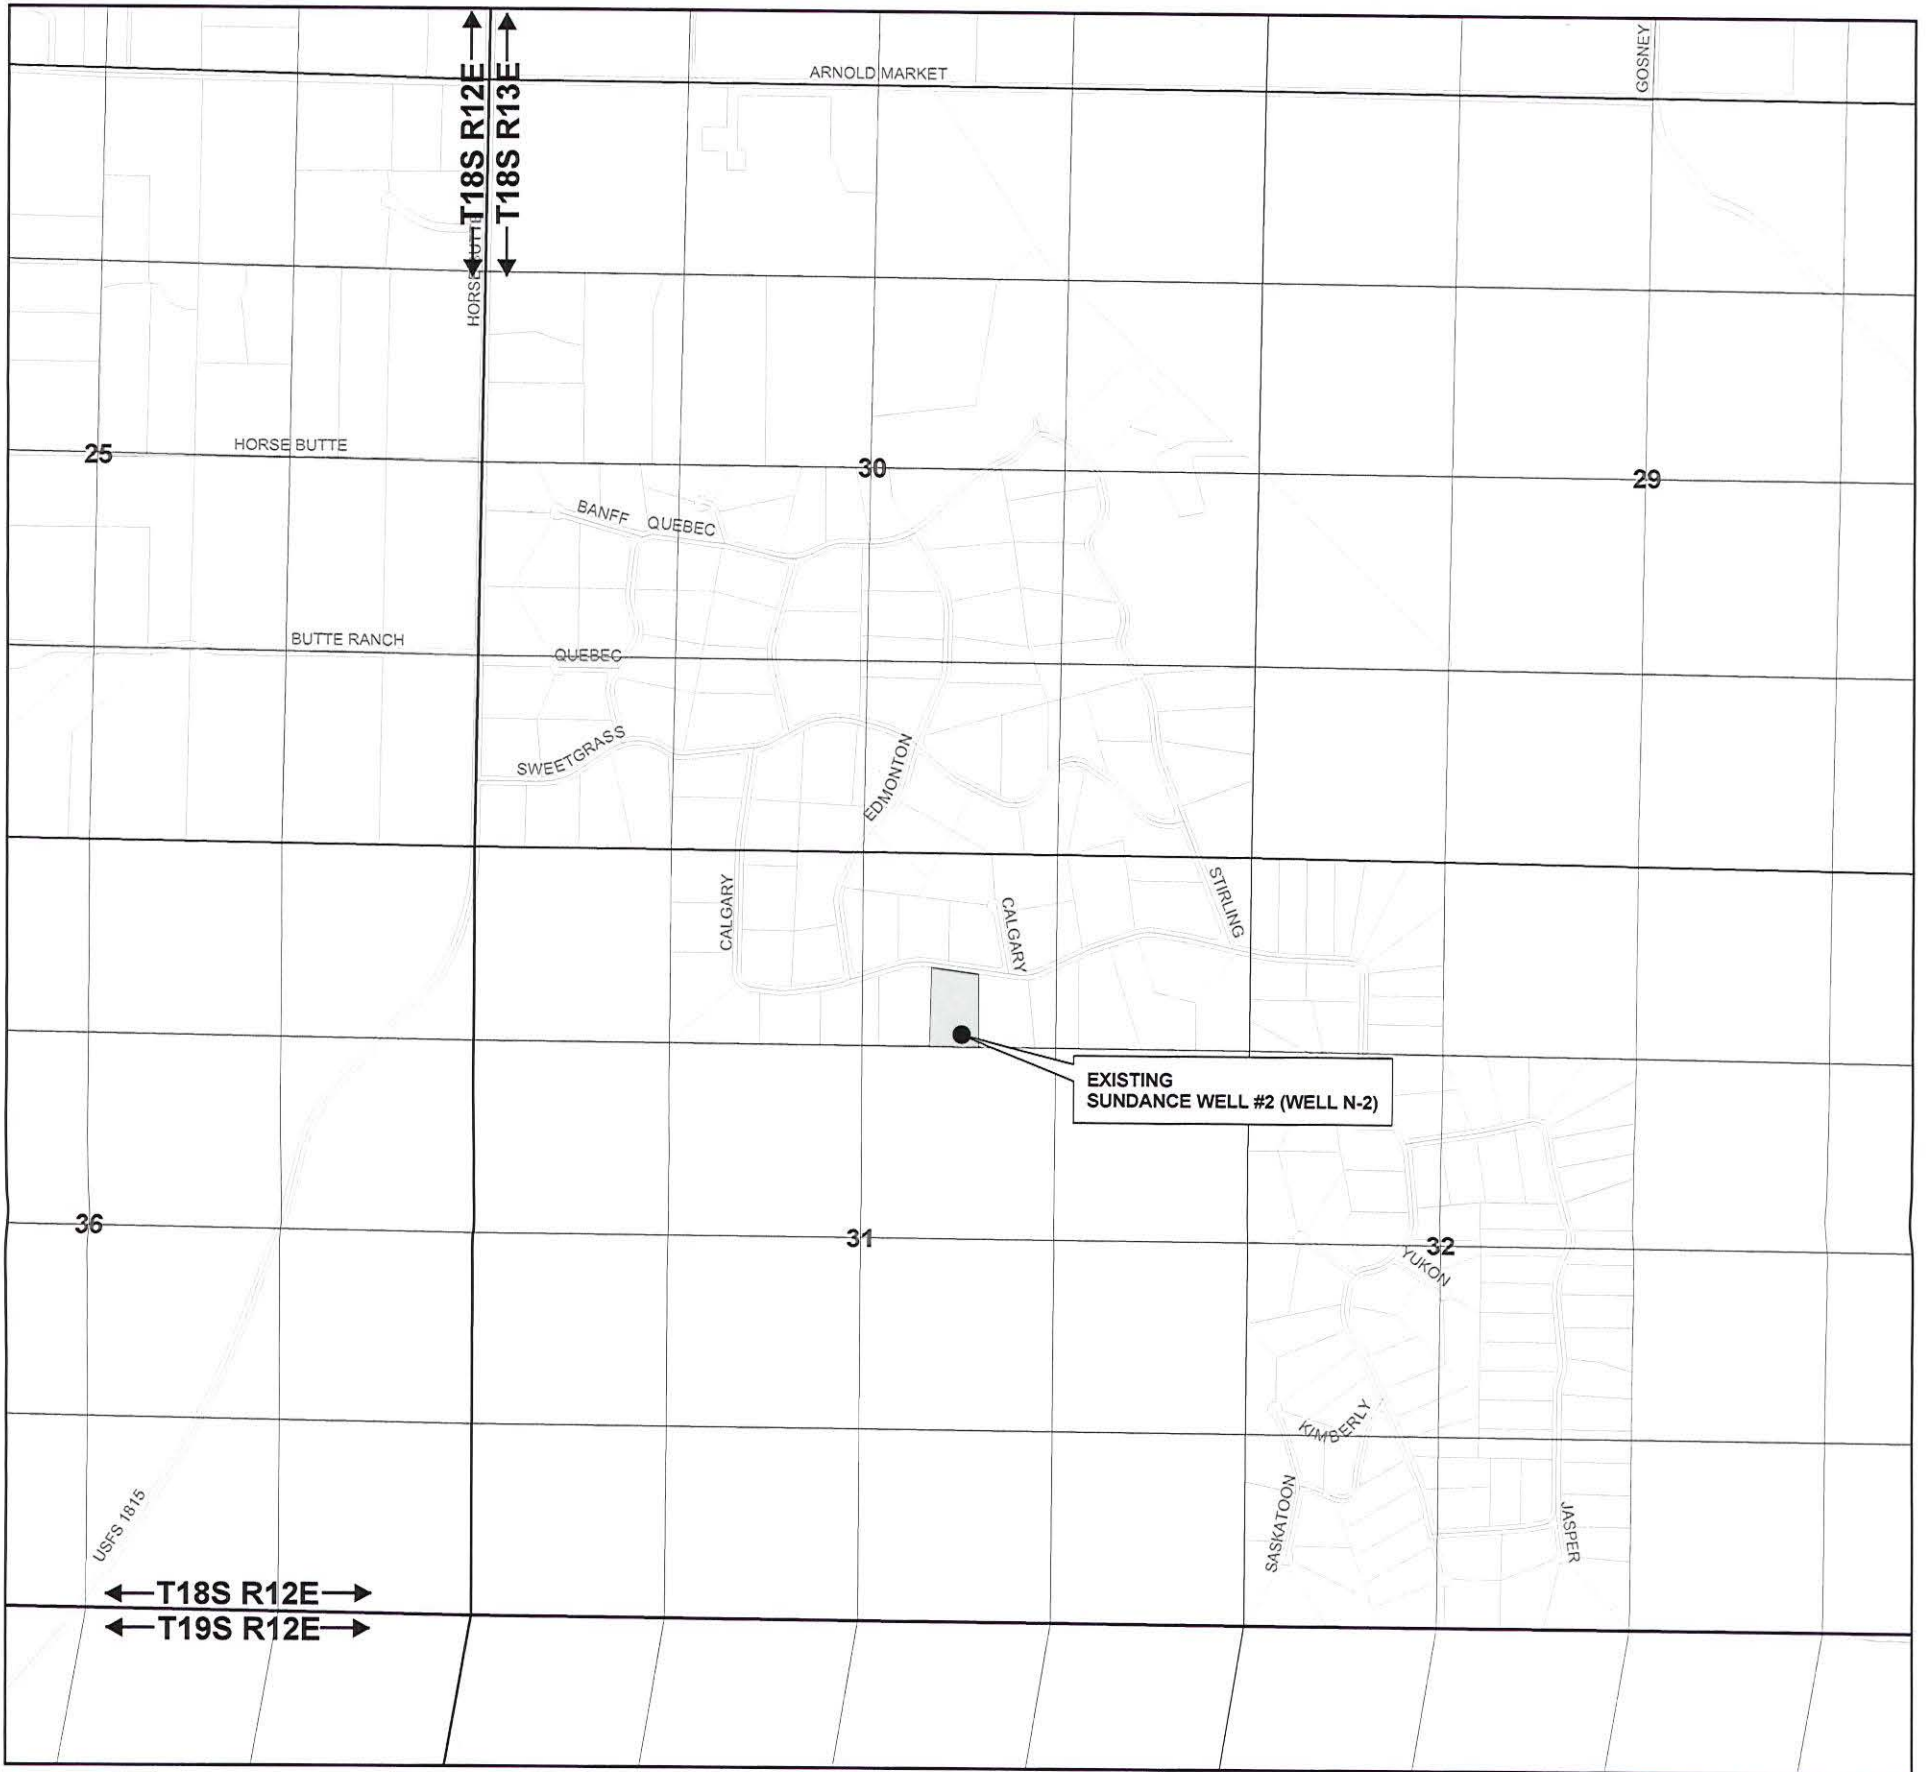 ARNOLD MARKET
GOSNEY
T18S R12E
T18S R13E
HORSE BUTTE
25
HORSE BUTTE
30
29
BANFF
QUEBEC
BUTTE RANCH
QUEBEC
SWEETGRASS
EDMONTON
CALGARY
CALGARY
STIRLING
EXISTING
SUNDANCE WELL #2 (WELL N-2)
36
31
32
YUKON
KIMBERLY
SASKATOON
JASPER
USFS 1815
T18S R12E
T19S R12E